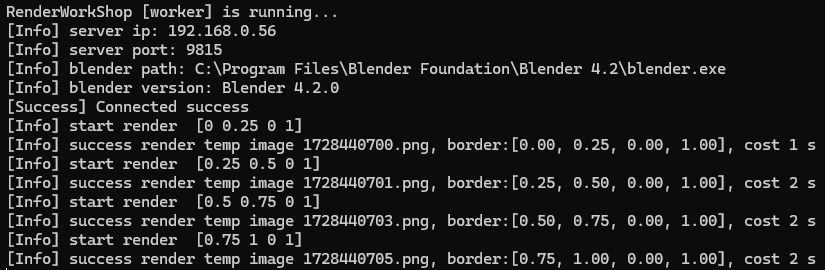 RenderWorkShop [worker] is running...
[Info] server ip: 192.168.0.56
[Info] server port: 9815
[Info] blender path: C:\Program Files\Blender Foundation\Blender 4.2\blender.exe
[Info] blender version: Blender 4.2.0
[Success] Connected success
[Info] start render  [0 0.25 0 1]
[Info] success render temp image 1728440700.png, border:[0.00, 0.25, 0.00, 1.00], cost 1 s
[Info] start render  [0.25 0.5 0 1]
[Info] success render temp image 1728440701.png, border:[0.25, 0.50, 0.00, 1.00], cost 2 s
[Info] start render  [0.5 0.75 0 1]
[Info] success render temp image 1728440703.png, border:[0.50, 0.75, 0.00, 1.00], cost 2 s
[Info] start render  [0.75 1 0 1]
[Info] success render temp image 1728440705.png, border:[0.75, 1.00, 0.00, 1.00], cost 2 s